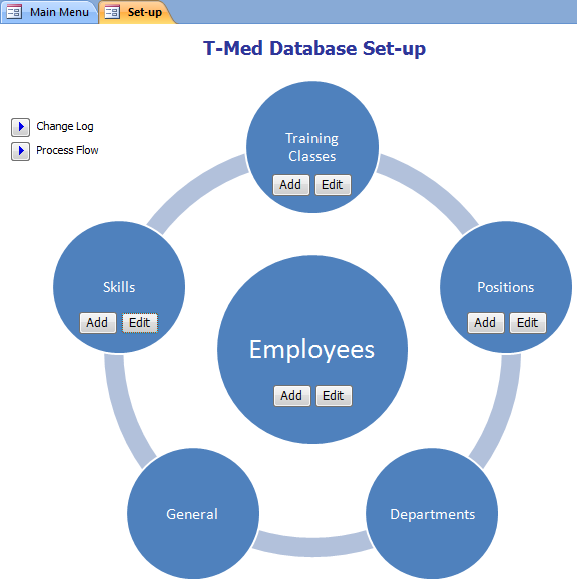 Main Menu
Set-up
T-Med Database Set-up
Change Log
Process Flow
Training
Classes
Add Edit
Skills
Add Edit
Positions
Add Edit
Employees
Add Edit
General
Departments